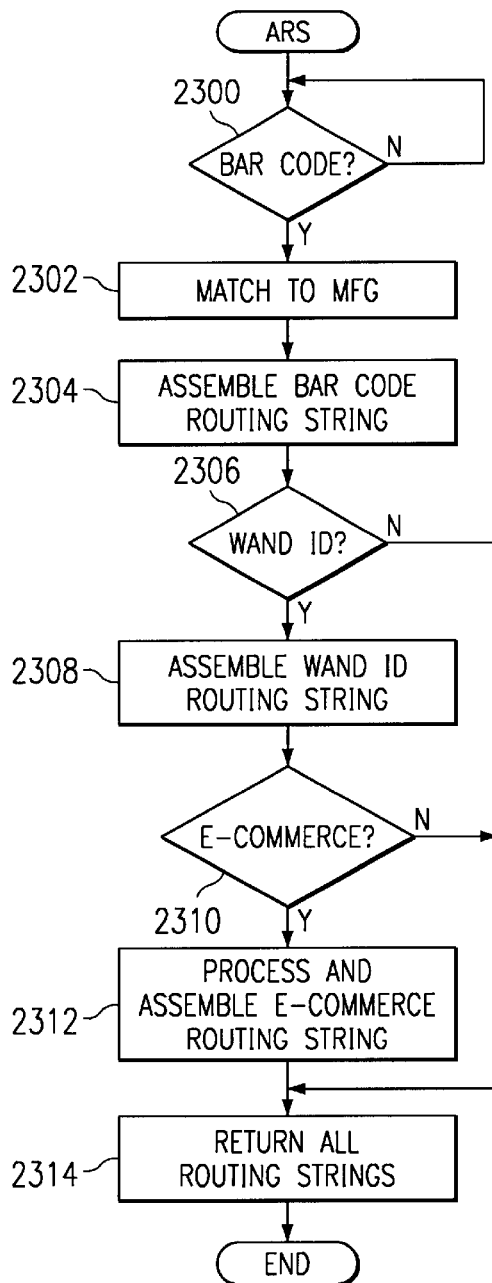 ARS
2300
BAR CODE?
N
Y
2302
MATCH TO MFG
2304
ASSEMBLE BAR CODE
ROUTING STRING
2306
WAND ID?
N
Y
2308
ASSEMBLE WAND ID
ROUTING STRING
E-COMMERCE?
N
2310
Y
2312
PROCESS AND
ASSEMBLE E-COMMERCE
ROUTING STRING
2314
RETURN ALL
ROUTING STRINGS
END